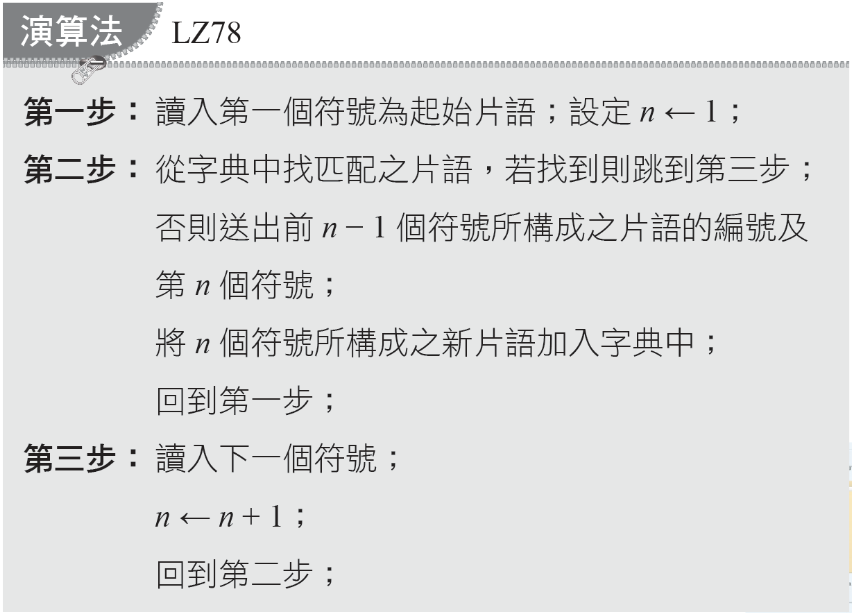 演算法 LZ78
第一步：讀入第一個符號為起始片語；設定 n ← 1；
第二步：從字典中找匹配之片語，若找到則跳到第三步；
否則送出前 n − 1 個符號所構成之片語的編號及
第 n 個符號；
將 n 個符號所構成之新片語加入字典中；
回到第一步；
第三步：讀入下一個符號；
n ← n + 1；
回到第二步；